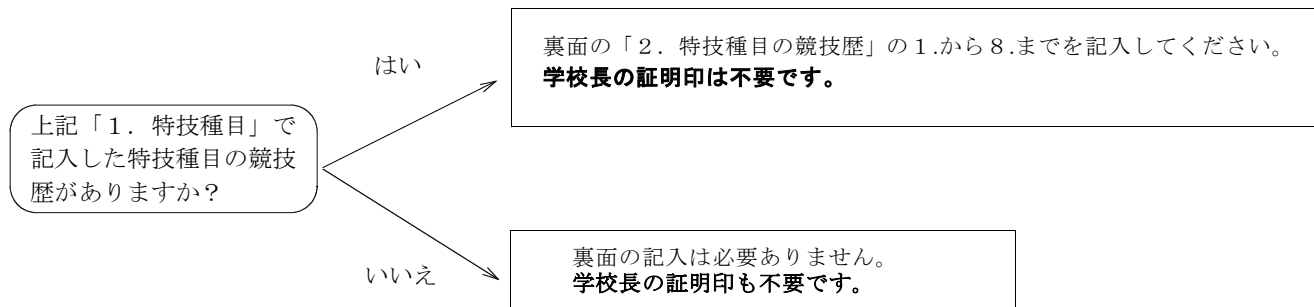 裏面の「２．特技種目の競技歴」の１.から８.までを記入してください。
学校長の証明印は不要です。
はい
上記「１．特技種目」で
記入した特技種目の競技
歴がありますか？
裏面の記入は必要ありません。
学校長の証明印も不要です。
いいえ